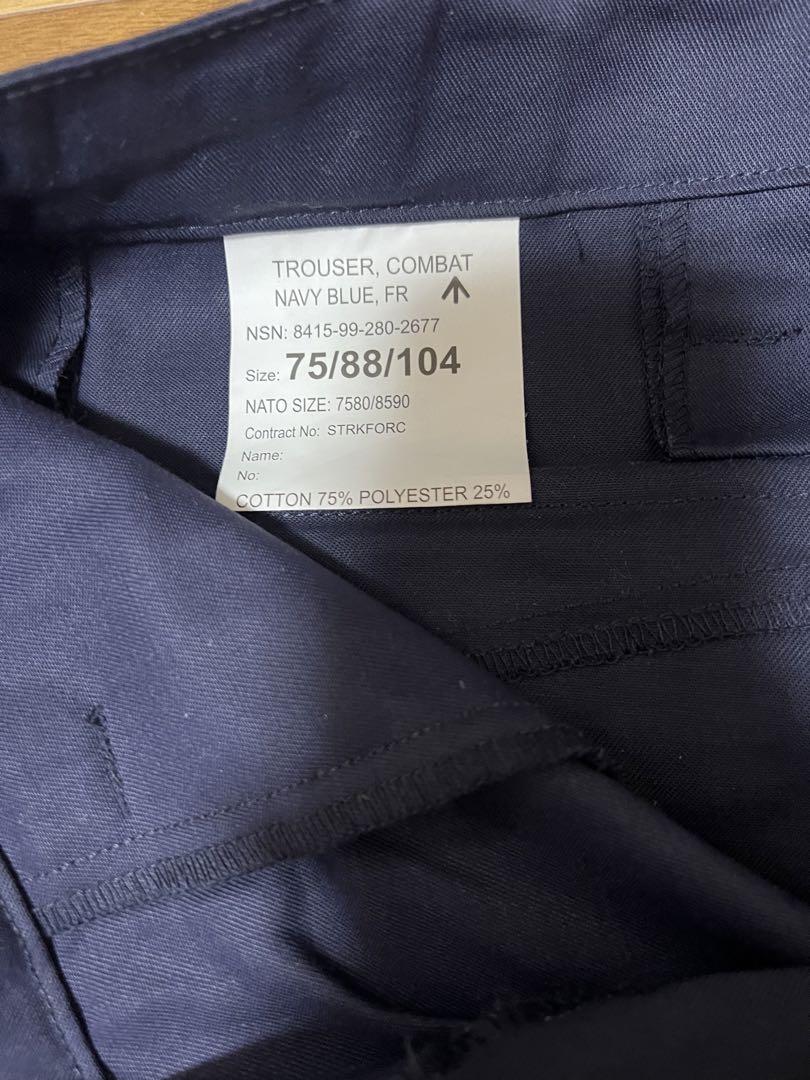 TROUSER, COMBAT
NAVY BLUE, FR
NSN: 8415-99-280-2677
Size: 75/88/104
NATO SIZE: 7580/8590
Contract No: STRKFORC
Name:
No:
COTTON 75% POLYESTER 25%